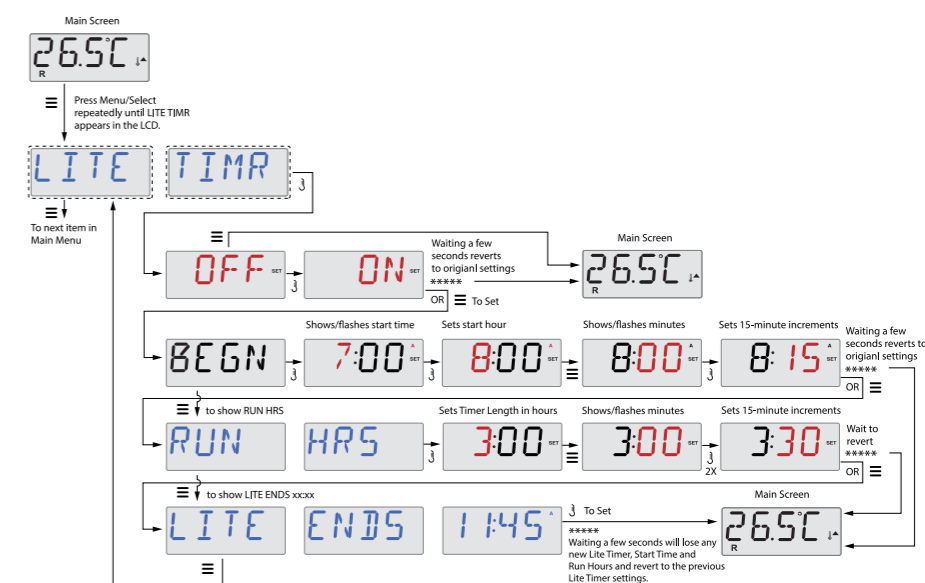 Main Screen
26.5°C
R
Press Menu/Select
repeatedly until LITE TIMR
appears in the LCD.
LITE TIMR
To next item in
Main Menu
OFF SET
ON SET
Waiting a few
seconds reverts
to origianl settings
*****
OR To Set
Main Screen
26.5°C
R
Shows/flashes start time
Sets start hour
Shows/flashes minutes
Sets 15-minute increments
BEGN
7:00 A SET
8:00 A SET
8:00 A SET
8:15 A SET
Waiting a few
seconds reverts to
origianl settings
*****
OR
to show RUN HRS
Sets Timer Length in hours
Shows/flashes minutes
Sets 15-minute increments
RUN HRS
3:00 SET
3:00 SET
2X
3:30 SET
Wait to
revert
*****
OR
to show LITE ENDS xx:xx
LITE ENDS 11:45 A
To Set
*****
Waiting a few seconds will lose any
new Lite Timer, Start Time and
Run Hours and revert to the previous
Lite Timer settings.
Main Screen
26.5°C
R